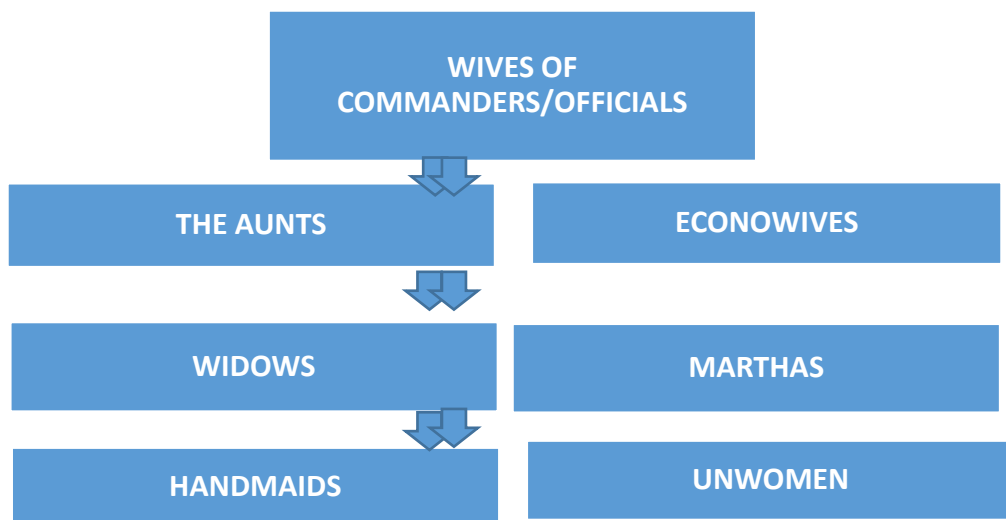 WIVES OF
COMMANDERS/OFFICIALS
THE AUNTS
ECONOWIVES
WIDOWS
MARTHAS
HANDMAIDS
UNWOMEN